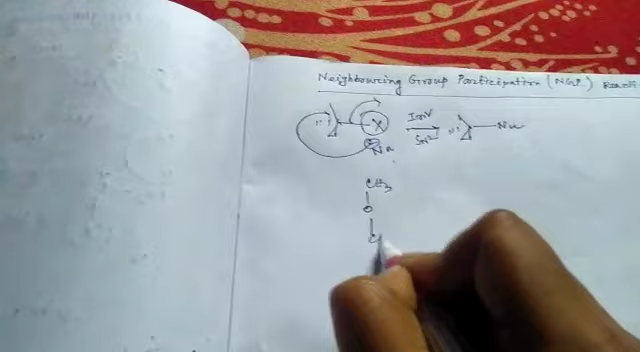 Neighbouring Group Participation (NGP)
X Inv Nu
Nu SN2
CH3
O
C